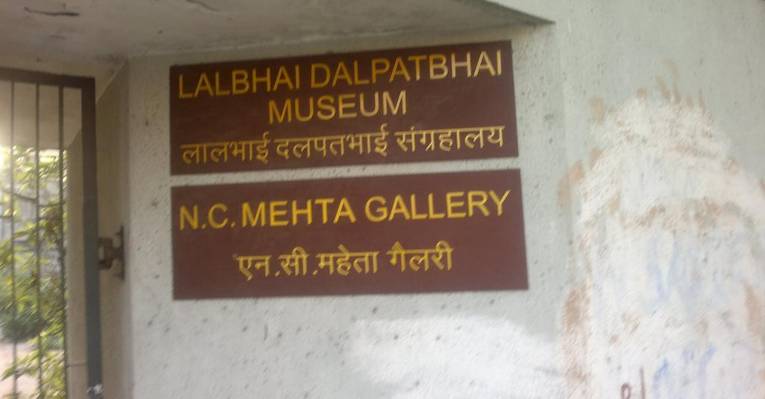 LALBHAI DALPATBHAI
MUSEUM
लालभाई दलपतभाई संग्रहालय
N.C. MEHTA GALLERY
एन.सी.महेता गैलरी